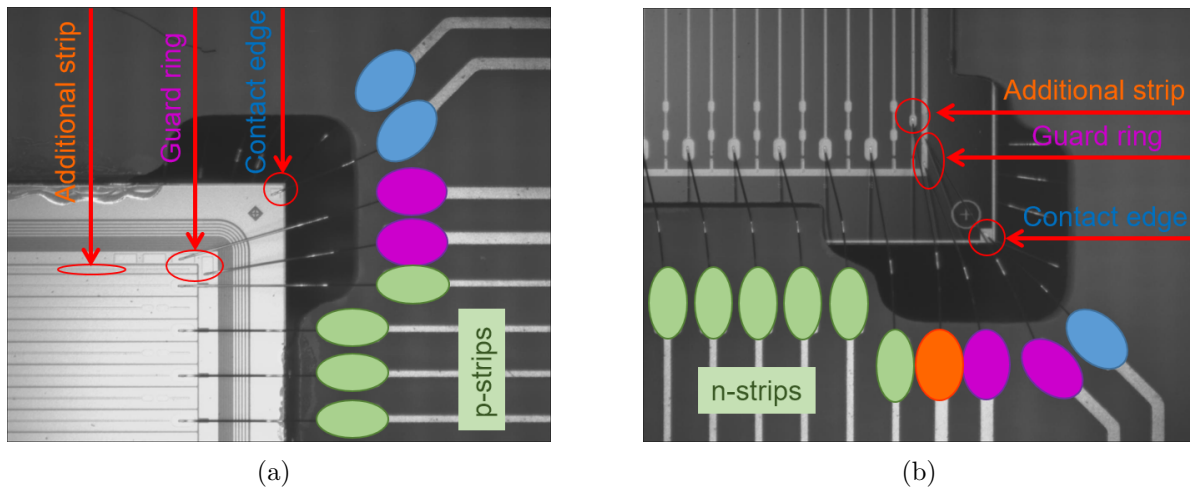 Additional strip
Guard ring
Contact edge
p-strips
(a)
Additional strip
Guard ring
Contact edge
n-strips
(b)